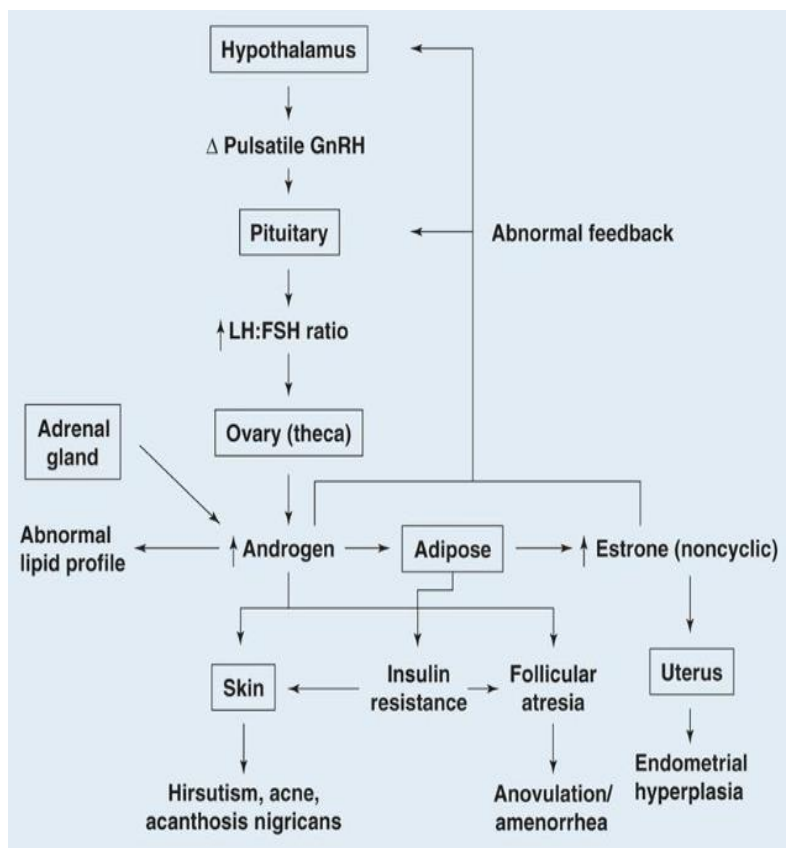 Hypothalamus
Δ Pulsatile GnRH
Pituitary
Abnormal feedback
↑ LH:FSH ratio
Ovary (theca)
Adrenal
gland
Abnormal
lipid profile
↑ Androgen
Adipose
↑ Estrone (noncyclic)
Skin
Insulin
resistance
Follicular
atresia
Uterus
Hirsutism, acne,
acanthosis nigricans
Anovulation/
amenorrhea
Endometrial
hyperplasia